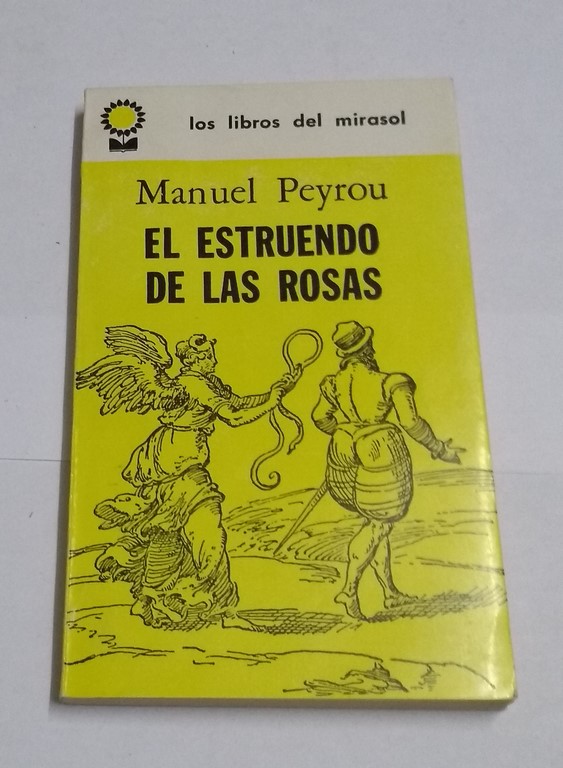 los libros del mirasol
Manuel Peyrou
EL ESTRUENDO
DE LAS ROSAS